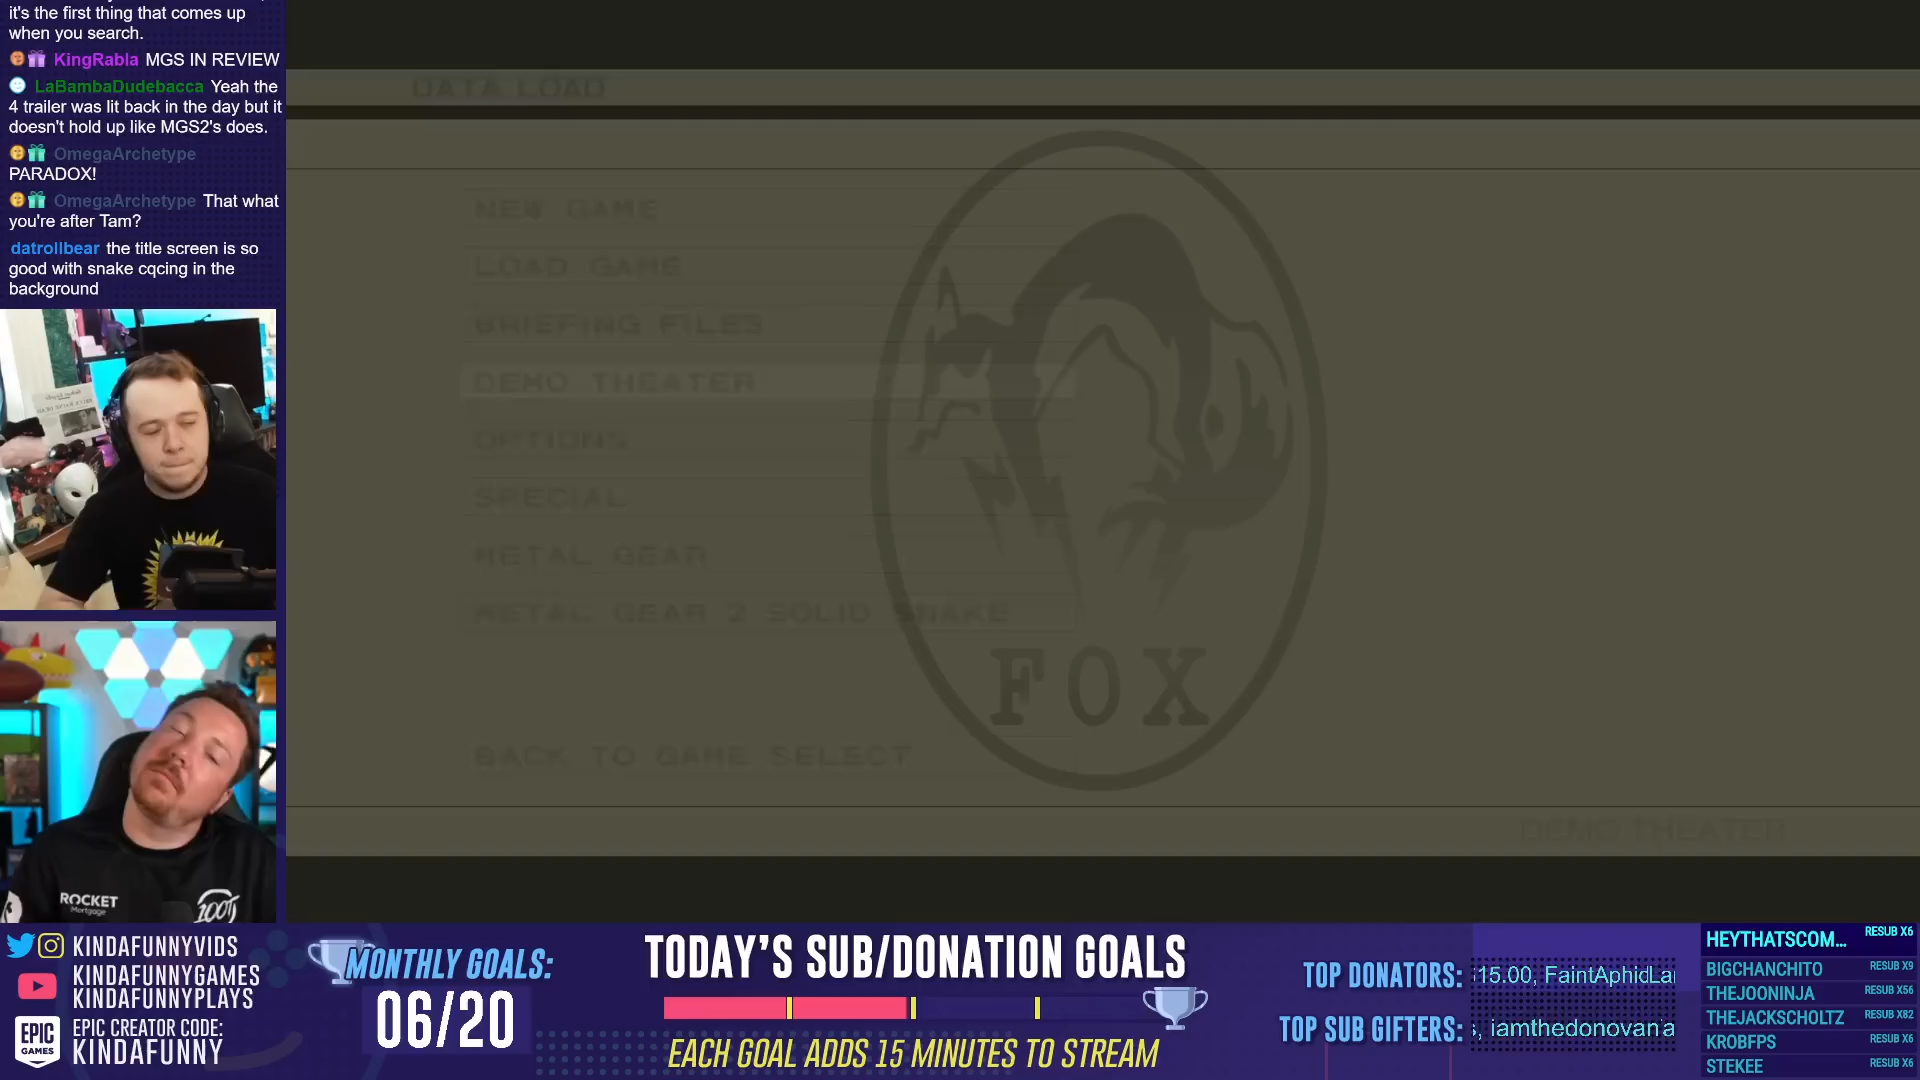 it's the first thing that comes up
when you search.
KingRabla MGS IN REVIEW
LaBambaDudebacca Yeah the
4 trailer was lit back in the day but it
doesn't hold up like MGS2's does.
OmegaArchetype
PARADOX!
OmegaArchetype That what
you're after Tam?
datrollbear the title screen is so
good with snake cqcing in the
background
DATA LOAD
NEW GAME
LOAD GAME
BRIEFING FILES
DEMO THEATER
OPTIONS
SPECIAL
METAL GEAR
METAL GEAR 2 SOLID SNAKE
BACK TO GAME SELECT
FOX
DEMO THEATER
ROCKET
Mortgage
100T
KINDAFUNNYVIDS
KINDAFUNNYGAMES
KINDAFUNNYPLAYS
EPIC GAMES
EPIC CREATOR CODE:
KINDAFUNNY
MONTHLY GOALS:
06/20
TODAY'S SUB/DONATION GOALS
EACH GOAL ADDS 15 MINUTES TO STREAM
TOP DONATORS: 15.00, FaintAphidLa
TOP SUB GIFTERS: , iamthedonovana
HEYTHATSCOM... RESUB X6
BIGCHANCHITO RESUB X9
THEJOONINJA RESUB X56
THEJACKSCHOLTZ RESUB X82
KROBFPS RESUB X6
STEKEE RESUB X6